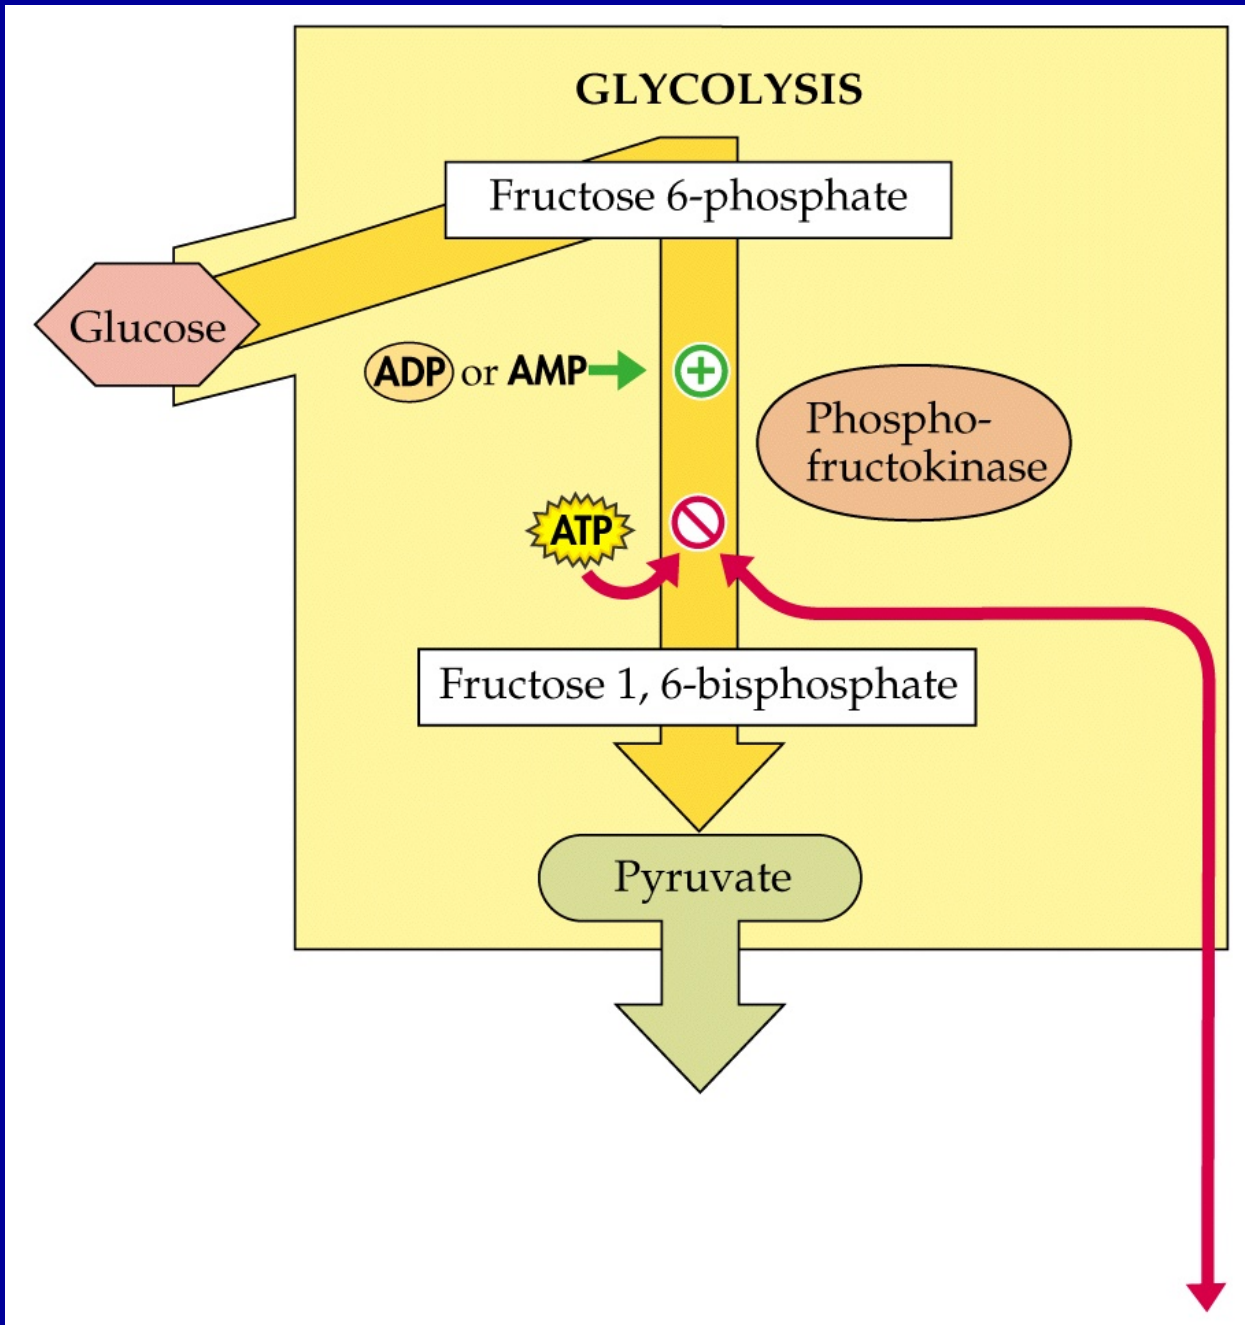 GLYCOLYSIS
Fructose 6-phosphate
Glucose
ADP or AMP
Phospho-
fructokinase
ATP
Fructose 1, 6-bisphosphate
Pyruvate